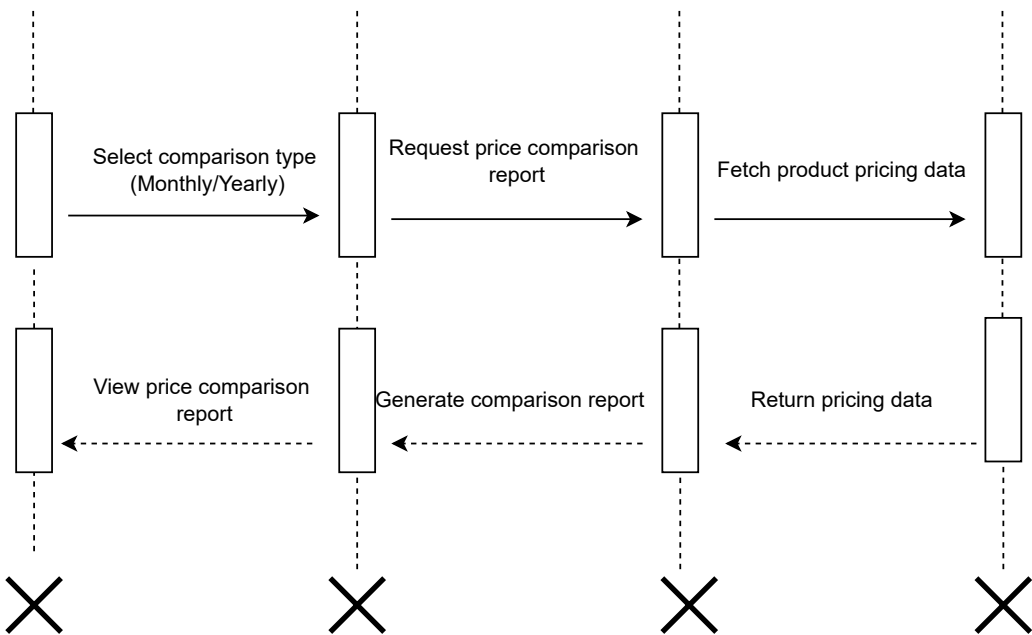 Select comparison type
(Monthly/Yearly)
Request price comparison
report
Fetch product pricing data
View price comparison
report
Generate comparison report
Return pricing data